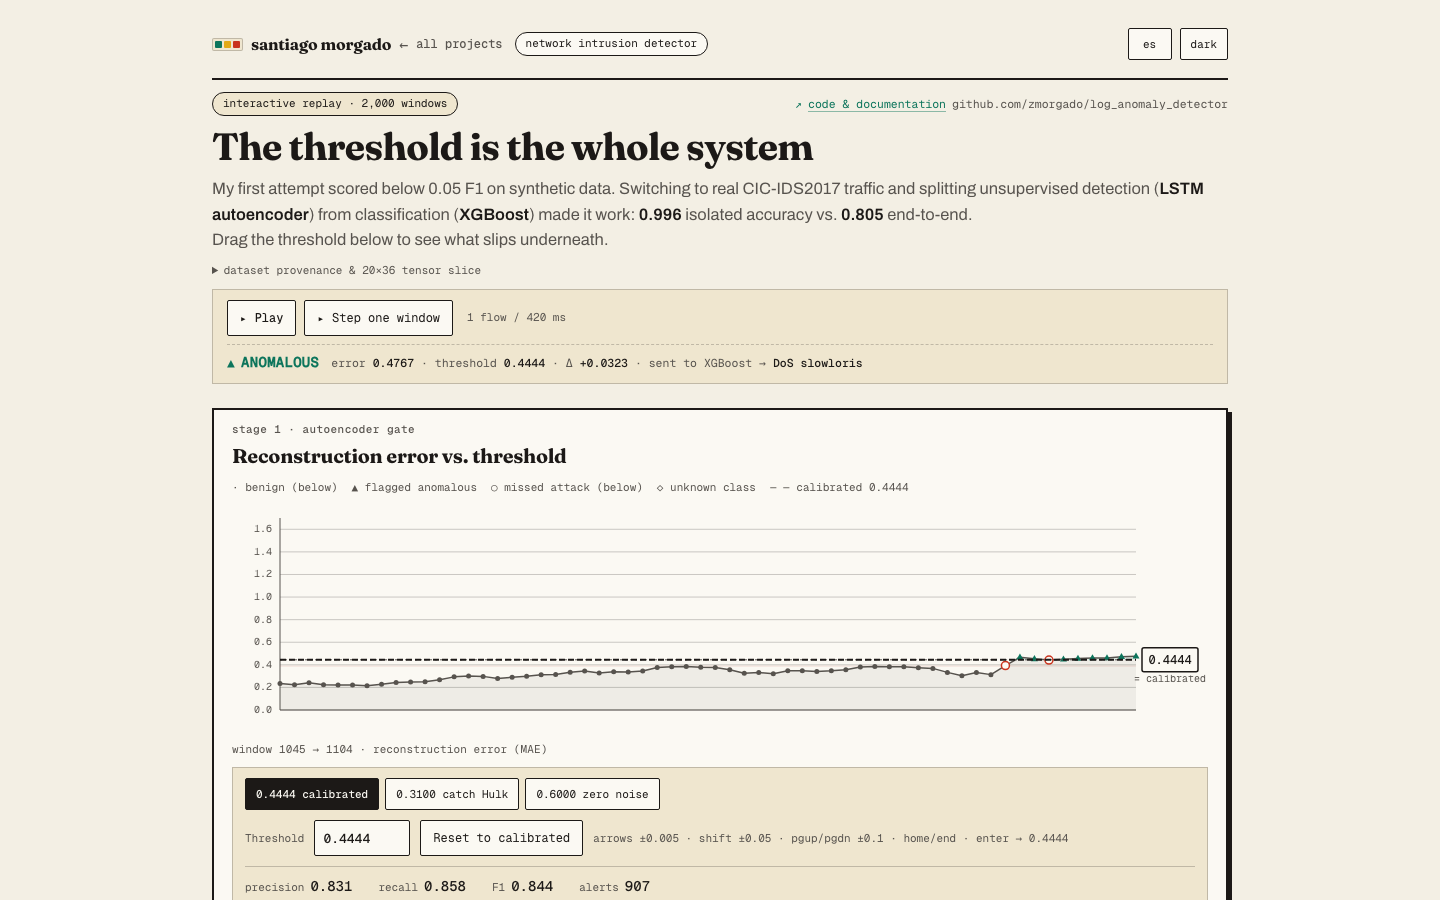 santiago morgado ← all projects network intrusion detector es dark
interactive replay · 2,000 windows ↗ code & documentation github.com/zmorgado/log_anomaly_detector
The threshold is the whole system
My first attempt scored below 0.05 F1 on synthetic data. Switching to real CIC-IDS2017 traffic and splitting unsupervised detection (LSTM
autoencoder) from classification (XGBoost) made it work: 0.996 isolated accuracy vs. 0.805 end-to-end.
Drag the threshold below to see what slips underneath.
▶ dataset provenance & 20×36 tensor slice
▸ Play ▸ Step one window 1 flow / 420 ms
▲ ANOMALOUS error 0.4767 · threshold 0.4444 · Δ +0.0323 · sent to XGBoost → DoS slowloris
stage 1 · autoencoder gate
Reconstruction error vs. threshold
· benign (below) ▲ flagged anomalous ○ missed attack (below) ◇ unknown class — — calibrated 0.4444
1.6
1.4
1.2
1.0
0.8
0.6
0.4
0.2
0.0
0.4444
= calibrated
window 1045 → 1104 · reconstruction error (MAE)
0.4444 calibrated 0.3100 catch Hulk 0.6000 zero noise
Threshold 0.4444 Reset to calibrated arrows ±0.005 · shift ±0.05 · pgup/pgdn ±0.1 · home/end · enter → 0.4444
precision 0.831 recall 0.858 F1 0.844 alerts 907